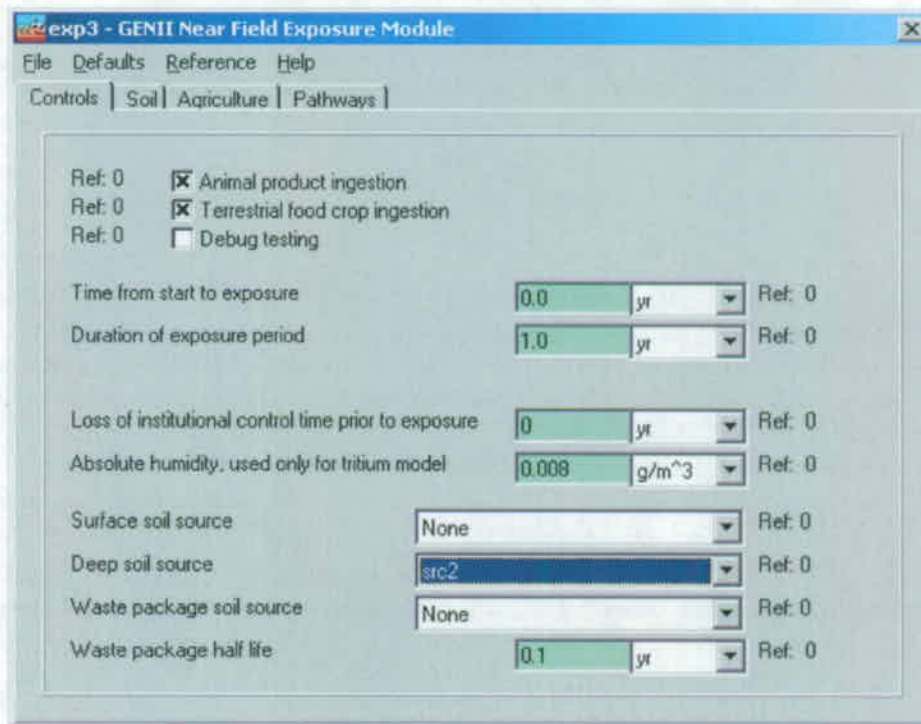 exp3 - GENII Near Field Exposure Module
File Defaults Reference Help
Controls Soil Agriculture Pathways
Ref: 0 Animal product ingestion
Ref: 0 Terrestrial food crop ingestion
Ref: 0 Debug testing
Time from start to exposure 0.0 yr Ref: 0
Duration of exposure period 1.0 yr Ref: 0
Loss of institutional control time prior to exposure 0 yr Ref: 0
Absolute humidity, used only for tritium model 0.008 g/m^3 Ref: 0
Surface soil source None Ref: 0
Deep soil source src2 Ref: 0
Waste package soil source None Ref: 0
Waste package half life 0.1 yr Ref: 0